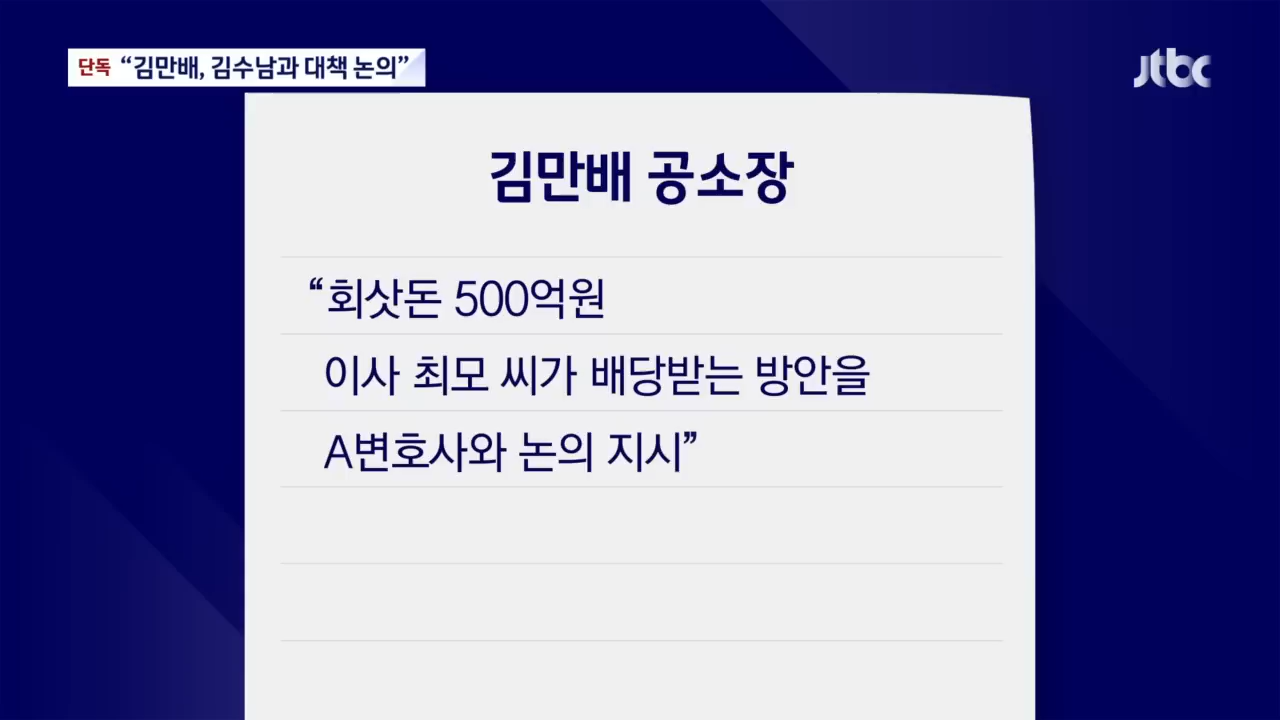 단독 “김만배, 김수남과 대책 논의”
jtbc
김만배 공소장
“회삿돈 500억원
이사 최모 씨가 배당받는 방안을
A변호사와 논의 지시”